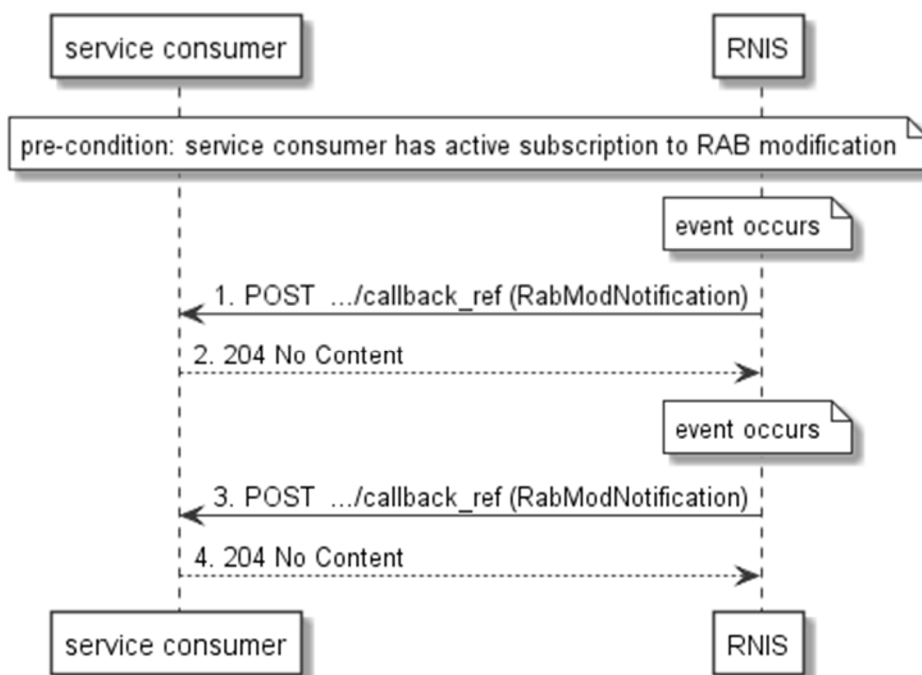 service consumer
RNIS
pre-condition: service consumer has active subscription to RAB modification
event occurs
1. POST .../callback_ref (RabModNotification)
2. 204 No Content
event occurs
3. POST .../callback_ref (RabModNotification)
4. 204 No Content
service consumer
RNIS